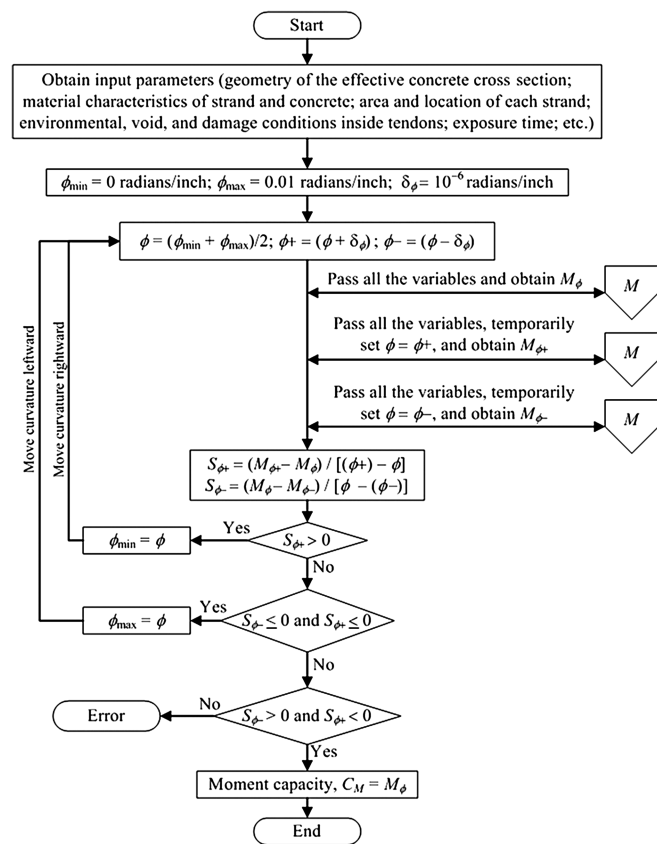 Start
Obtain input parameters (geometry of the effective concrete cross section;
material characteristics of strand and concrete; area and location of each strand;
environmental, void, and damage conditions inside tendons; exposure time; etc.)
ϕmin = 0 radians/inch; ϕmax = 0.01 radians/inch; δϕ = 10⁻⁶ radians/inch
ϕ = (ϕmin + ϕmax)/2; ϕ+ = (ϕ + δϕ) ; ϕ− = (ϕ − δϕ)
Pass all the variables and obtain Mϕ
M
Pass all the variables, temporarily
set ϕ = ϕ+, and obtain Mϕ+
M
Pass all the variables, temporarily
set ϕ = ϕ−, and obtain Mϕ−
M
Move curvature leftward
Move curvature rightward
Sϕ+ = (Mϕ+ − Mϕ) / [(ϕ+) − ϕ]
Sϕ− = (Mϕ − Mϕ−) / [ϕ − (ϕ−)]
Sϕ+ > 0
Yes
ϕmin = ϕ
No
Sϕ− ≤ 0 and Sϕ+ ≤ 0
Yes
ϕmax = ϕ
No
Sϕ− > 0 and Sϕ+ < 0
No
Error
Yes
Moment capacity, CM = Mϕ
End